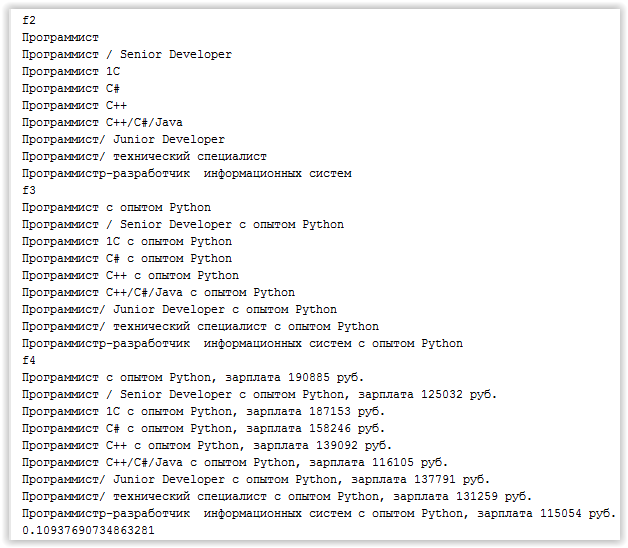 f2
Программист
Программист / Senior Developer
Программист 1С
Программист C#
Программист C++
Программист C++/C#/Java
Программист/ Junior Developer
Программист/ технический специалист
Программистр-разработчик  информационных систем
f3
Программист с опытом Python
Программист / Senior Developer с опытом Python
Программист 1С с опытом Python
Программист C# с опытом Python
Программист C++ с опытом Python
Программист C++/C#/Java с опытом Python
Программист/ Junior Developer с опытом Python
Программист/ технический специалист с опытом Python
Программистр-разработчик  информационных систем с опытом Python
f4
Программист с опытом Python, зарплата 190885 руб.
Программист / Senior Developer с опытом Python, зарплата 125032 руб.
Программист 1С с опытом Python, зарплата 187153 руб.
Программист C# с опытом Python, зарплата 158246 руб.
Программист C++ с опытом Python, зарплата 139092 руб.
Программист C++/C#/Java с опытом Python, зарплата 116105 руб.
Программист/ Junior Developer с опытом Python, зарплата 137791 руб.
Программист/ технический специалист с опытом Python, зарплата 131259 руб.
Программистр-разработчик  информационных систем с опытом Python, зарплата 115054 руб.
0.10937690734863281